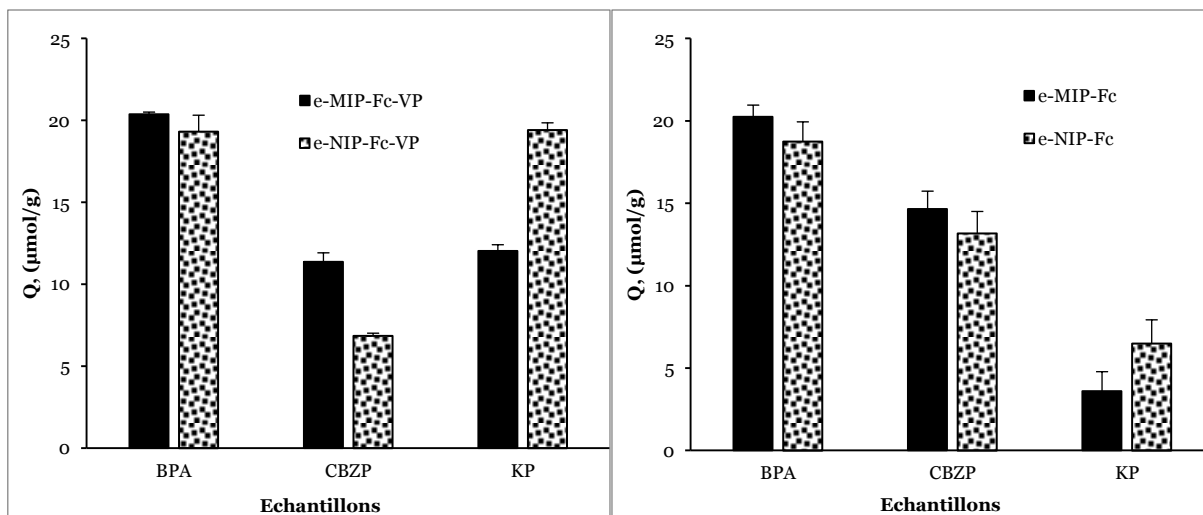 25
20
15
10
5
0
Q, (µmol/g)
e-MIP-Fc-VP
e-NIP-Fc-VP
BPA CBZP KP
Echantillons
25
20
15
10
5
0
Q, (µmol/g)
e-MIP-Fc
e-NIP-Fc
BPA CBZP KP
Echantillons